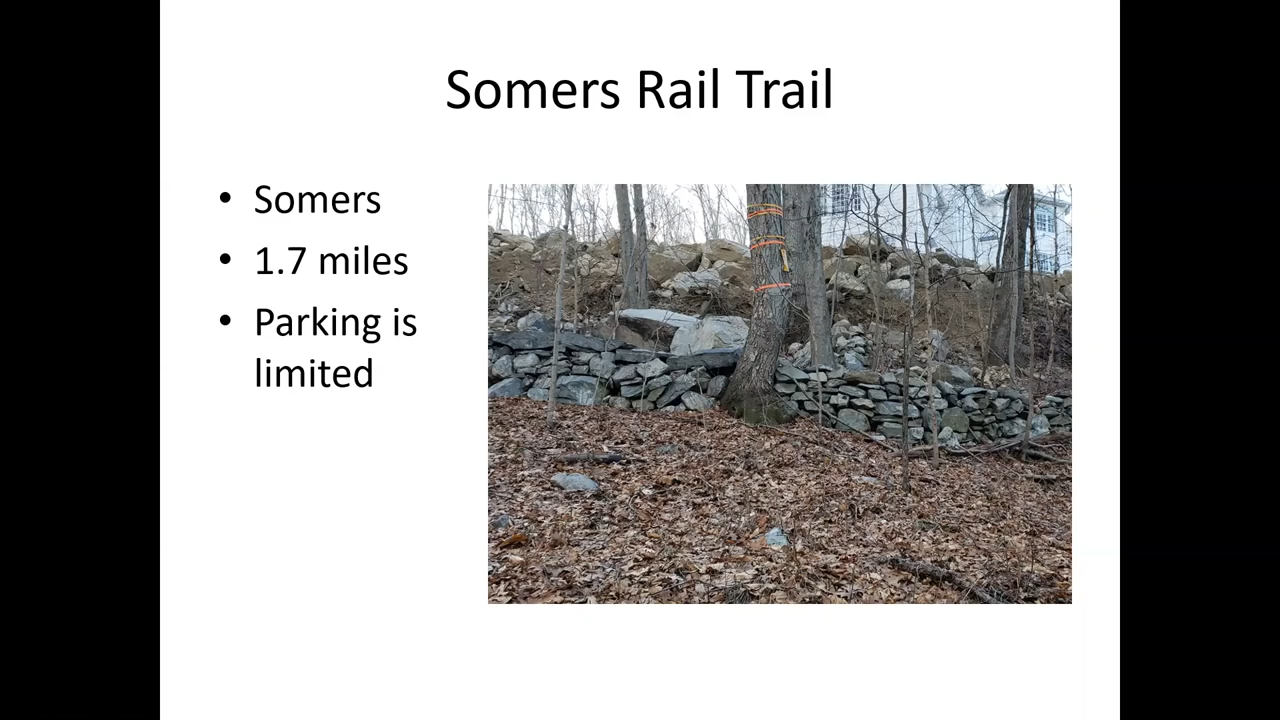 Somers Rail Trail
• Somers
• 1.7 miles
• Parking is
limited